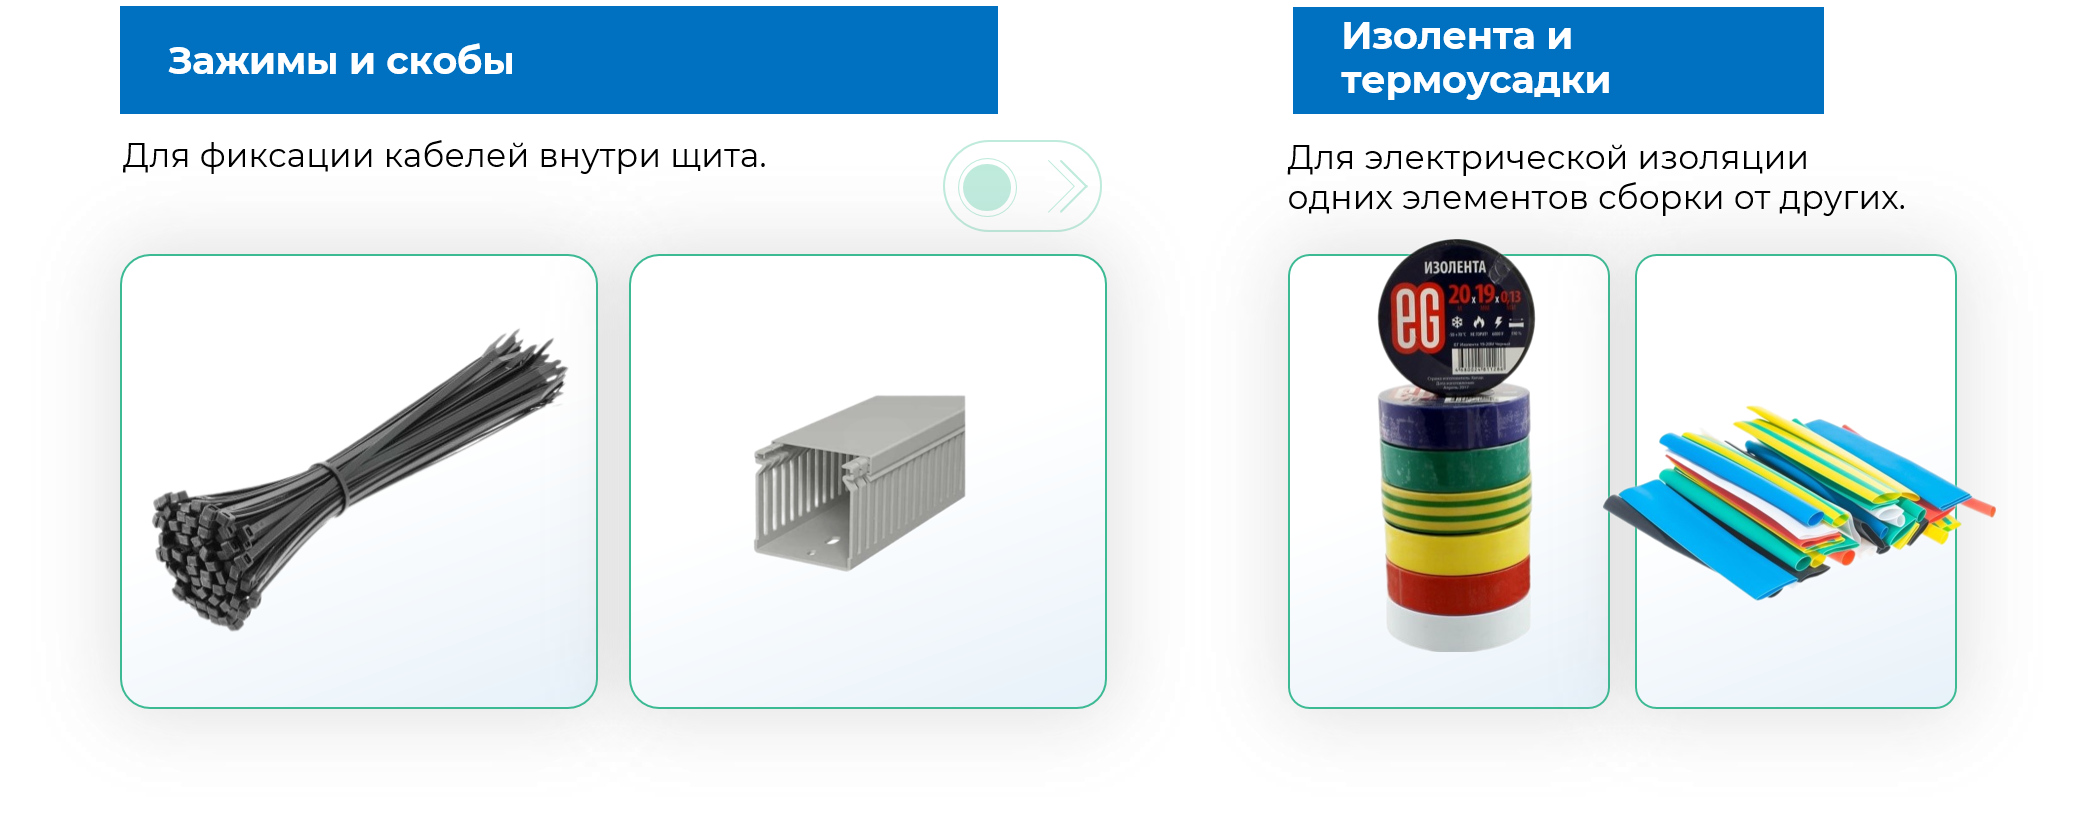 Зажимы и скобы
Для фиксации кабелей внутри щита.
Изолента и
термоусадки
Для электрической изоляции
одних элементов сборки от других.
ИЗОЛЕНТА
EG
20 x 19 x 0,13